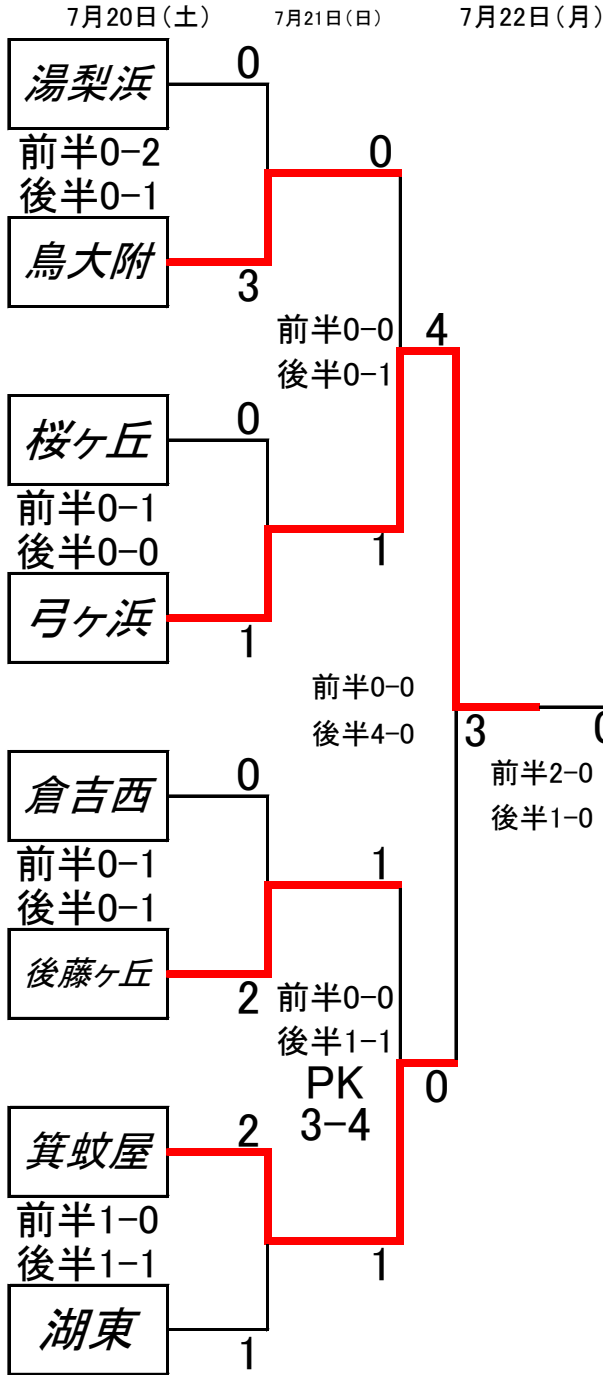 7月20日(土)
7月21日(日)
7月22日(月)
湯梨浜
0
前半0-2
後半0-1
0
鳥大附
3
前半0-0
後半0-1
4
桜ヶ丘
0
前半0-1
後半0-0
1
弓ヶ浜
1
前半0-0
後半4-0
3
前半2-0
後半1-0
倉吉西
0
前半0-1
後半0-1
1
後藤ヶ丘
2
前半0-0
後半1-1
PK
3-4
0
箕蚊屋
2
前半1-0
後半1-1
1
湖東
1